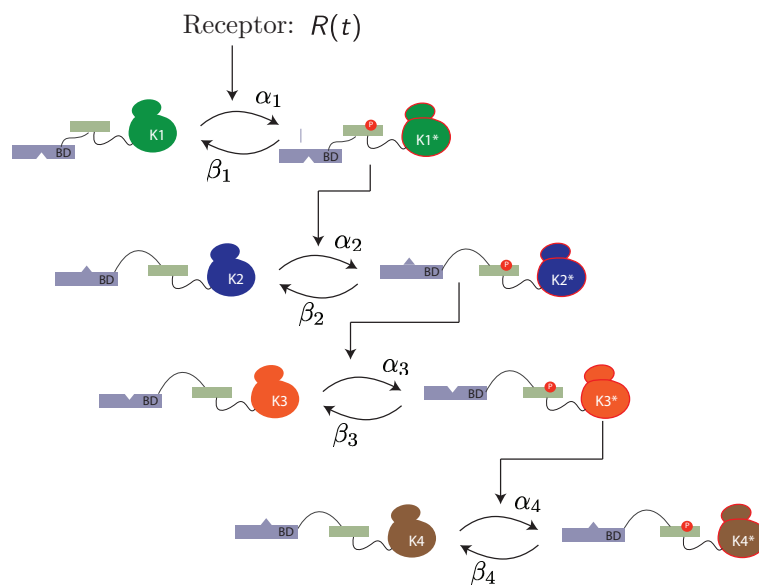 Receptor: R(t)
α₁
P
K1
K1*
BD
BD
β₁
α₂
P
K2
K2*
BD
BD
β₂
α₃
P
BD
K3
BD
K3*
β₃
α₄
P
BD
K4
BD
K4*
β₄